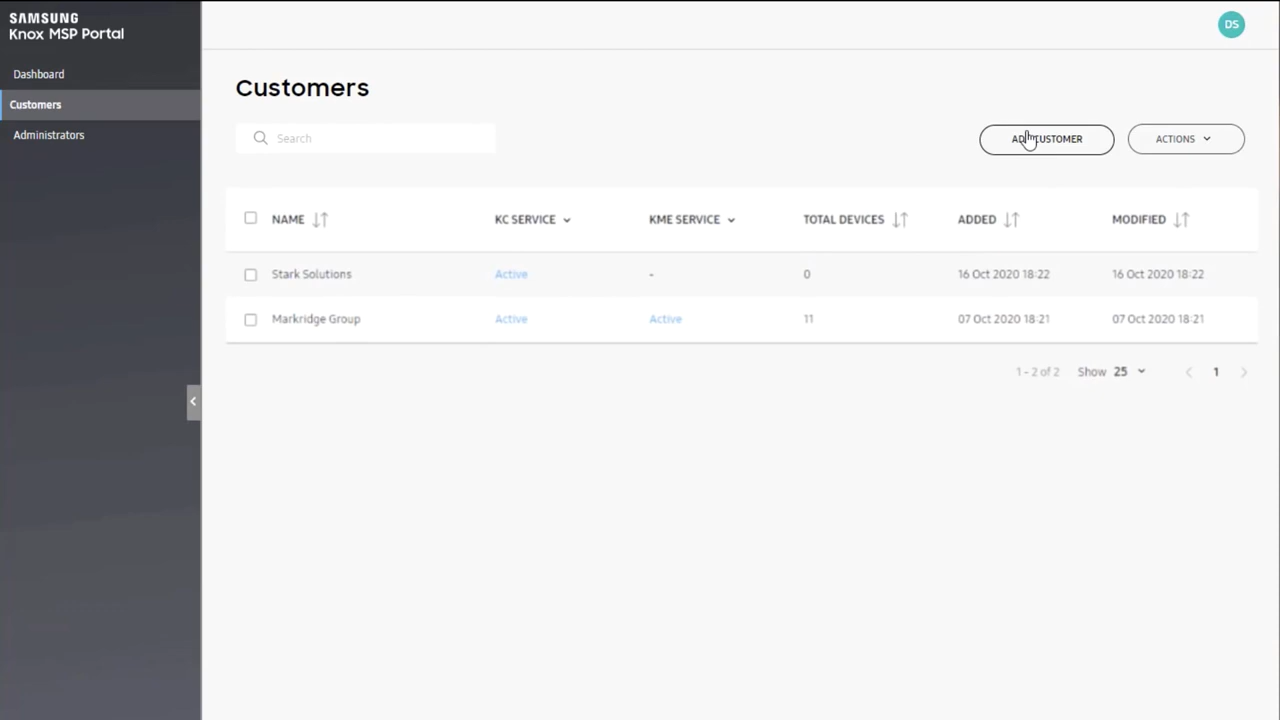 SAMSUNG
Knox MSP Portal
DS
Dashboard
Customers
Administrators
Customers
Search
ADD CUSTOMER
ACTIONS
NAME KC SERVICE KME SERVICE TOTAL DEVICES ADDED MODIFIED
Stark Solutions Active - 0 16 Oct 2020 18:22 16 Oct 2020 18:22
Markridge Group Active Active 11 07 Oct 2020 18:21 07 Oct 2020 18:21
1 - 2 of 2 Show 25 1